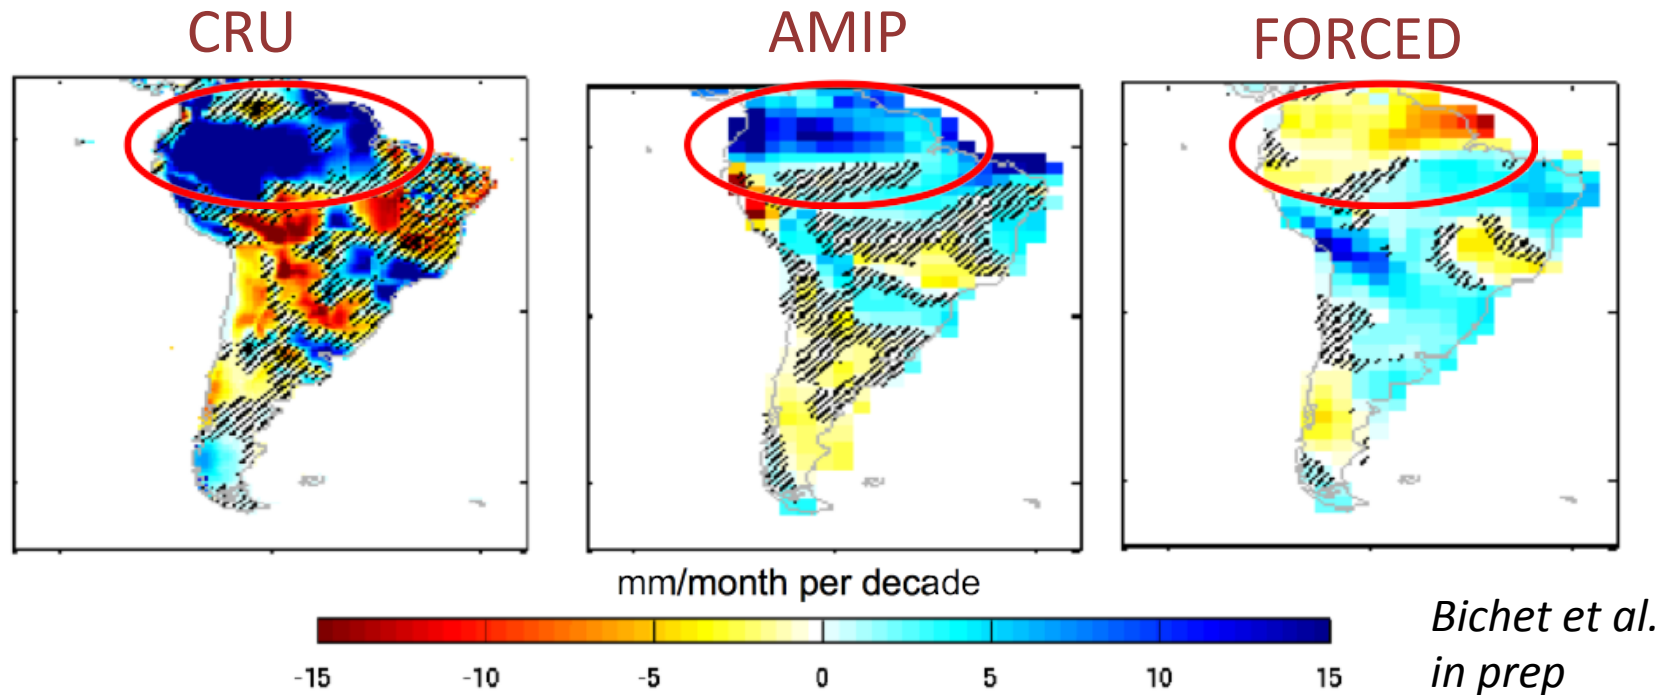 CRU
AMIP
FORCED
mm/month per decade
-15
-10
-5
0
5
10
15
Bichet et al.
in prep